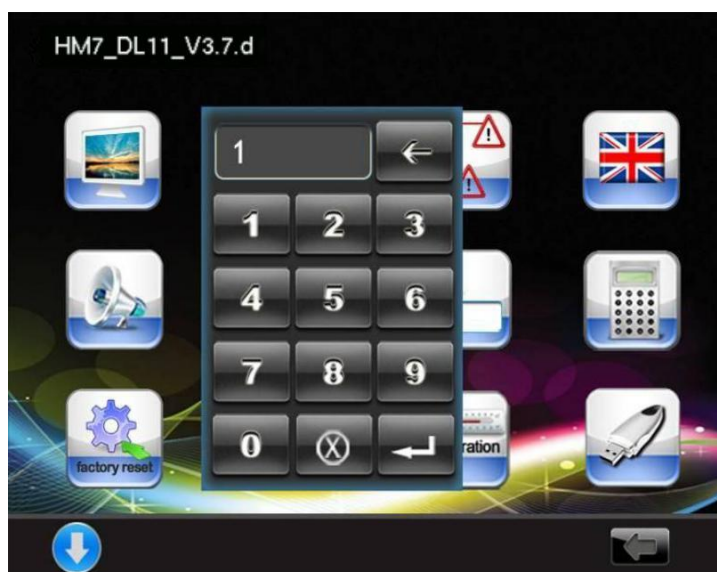 HM7_DL11_V3.7.d
1
1 2 3
4 5 6
7 8 9
0 X
factory reset
ration